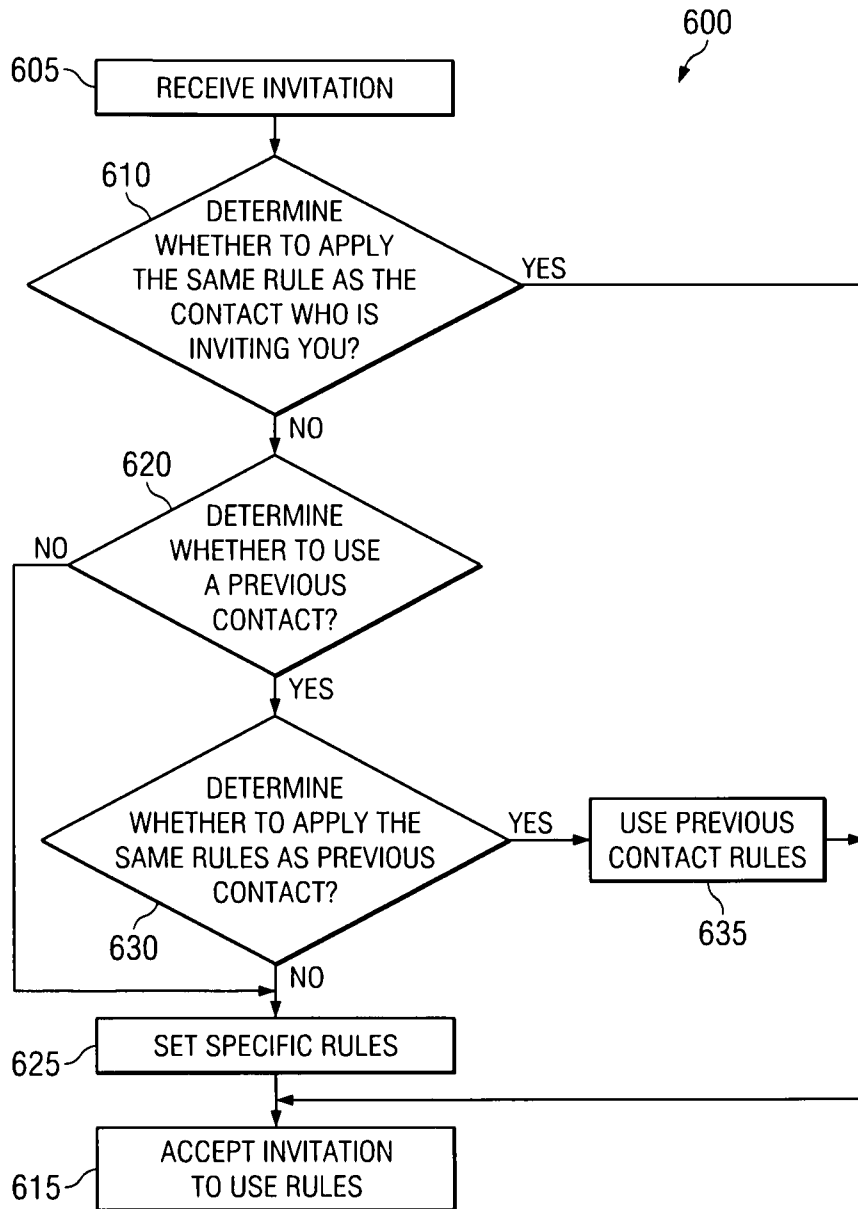 600
605
RECEIVE INVITATION
610
DETERMINE
WHETHER TO APPLY
THE SAME RULE AS THE
CONTACT WHO IS
INVITING YOU?
YES
NO
620
DETERMINE
WHETHER TO USE
A PREVIOUS
CONTACT?
NO
YES
DETERMINE
WHETHER TO APPLY THE
SAME RULES AS PREVIOUS
CONTACT?
YES
USE PREVIOUS
CONTACT RULES
635
630
NO
SET SPECIFIC RULES
625
ACCEPT INVITATION
TO USE RULES
615